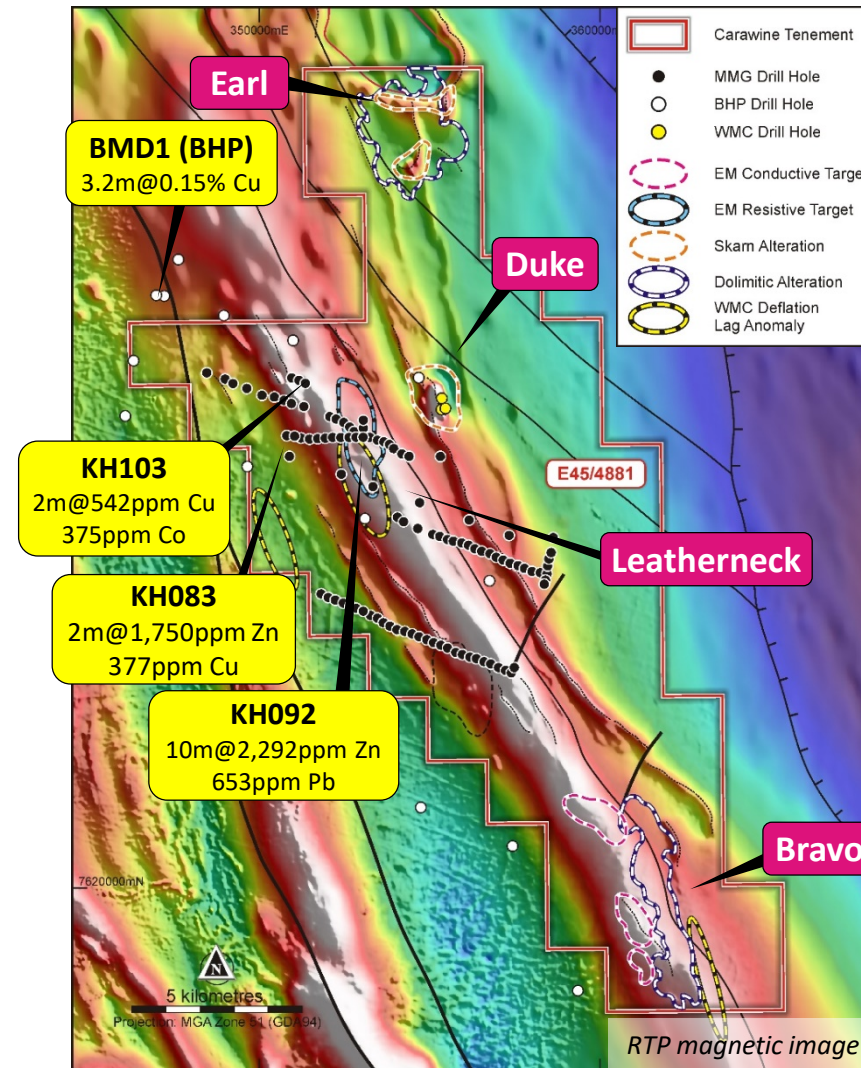 350000mE
360000m
Carawine Tenement
MMG Drill Hole
BHP Drill Hole
WMC Drill Hole
EM Conductive Target
EM Resistive Target
Skarn Alteration
Dolimitic Alteration
WMC Deflation
Lag Anomaly
Earl
BMD1 (BHP)
3.2m@0.15% Cu
Duke
E45/4881
KH103
2m@542ppm Cu
375ppm Co
Leatherneck
KH083
2m@1,750ppm Zn
377ppm Cu
KH092
10m@2,292ppm Zn
653ppm Pb
Bravo
7620000mN
N
5 kilometres
Projection: MGA Zone 51 (GDA94)
RTP magnetic image